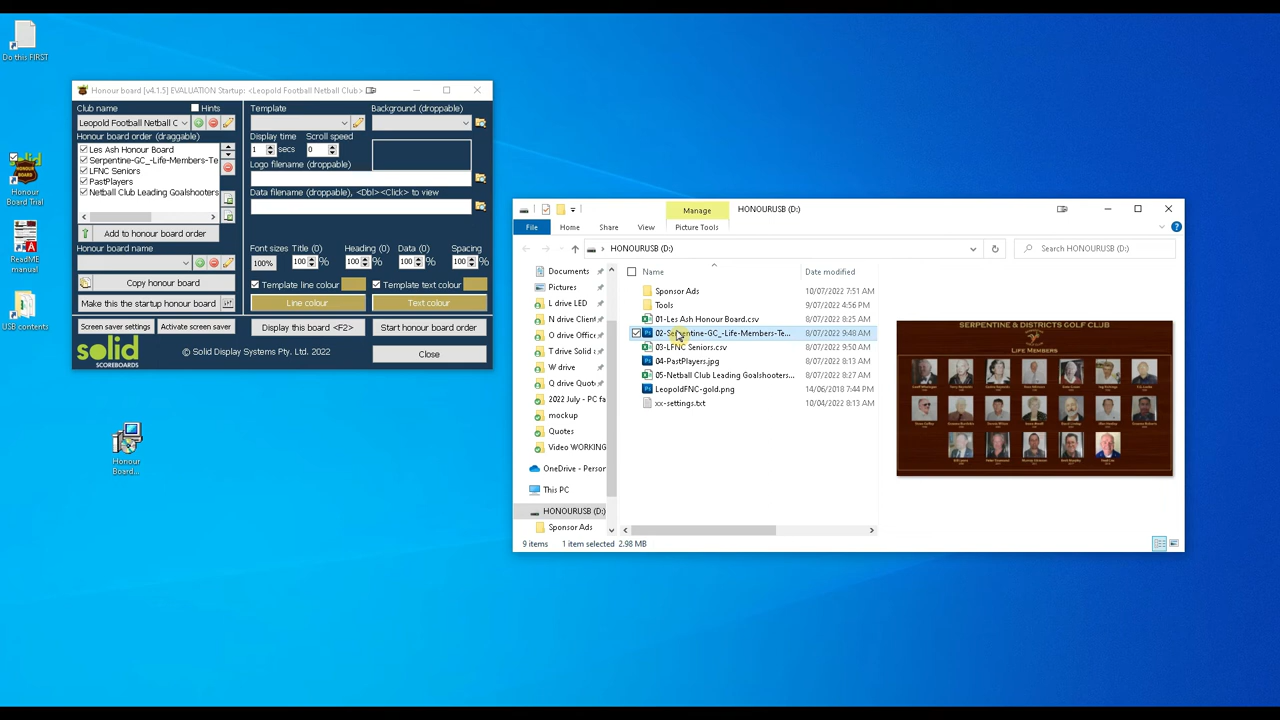 Do this FIRST
Honour
Board Trial
ReadME
manual
USB contents
Honour
Board...
Honour board [v4.1.5] EVALUATION Startup: <Leopold Football Netball Club>
Club name
Hints
Leopold Football Netball C
Honour board order (draggable)
Les Ash Honour Board
Serpentine-GC_-Life-Members-Te
LFNC Seniors
PastPlayers
Netball Club Leading Goalshooters
Add to honour board order
Honour board name
Copy honour board
Make this the startup honour board
Screen saver settings
Activate screen saver
solid
SCOREBOARDS
Template
Background (droppable)
Display time
Scroll speed
1 secs 0
Logo filename (droppable)
Data filename (droppable), <Dbl><Click> to view
Font sizes Title (0) Heading (0) Data (0) Spacing
100% 100 % 100 % 100 % 100 %
Template line colour
Template text colour
Line colour
Text colour
Display this board <F2>
Start honour board order
© Solid Display Systems Pty. Ltd. 2022
Close
Manage
HONOURUSB (D:)
File Home Share View Picture Tools
HONOURUSB (D:)
Search HONOURUSB (D:)
Documents
Pictures
L drive LED
N drive Client
O drive Office
T drive Solid s
W drive
Q drive Quot
2022 July - PC fa
mockup
Quotes
Video WORKING
OneDrive - Person
This PC
HONOURUSB (D:)
Sponsor Ads
Name Date modified
Sponsor Ads 10/07/2022 7:51 AM
Tools 9/07/2022 4:56 PM
01-Les Ash Honour Board.csv 8/07/2022 8:25 AM
02-Serpentine-GC_-Life-Members-Te... 8/07/2022 9:48 AM
03-LFNC Seniors.csv 8/07/2022 9:50 AM
04-PastPlayers.jpg 8/07/2022 8:13 AM
05-Netball Club Leading Goalshooters... 8/07/2022 8:27 AM
LeopoldFNC-gold.png 14/06/2018 7:44 PM
xx-settings.txt 10/04/2022 8:13 AM
SERPENTINE & DISTRICTS GOLF CLUB
LIFE MEMBERS
9 items 1 item selected 2.98 MB